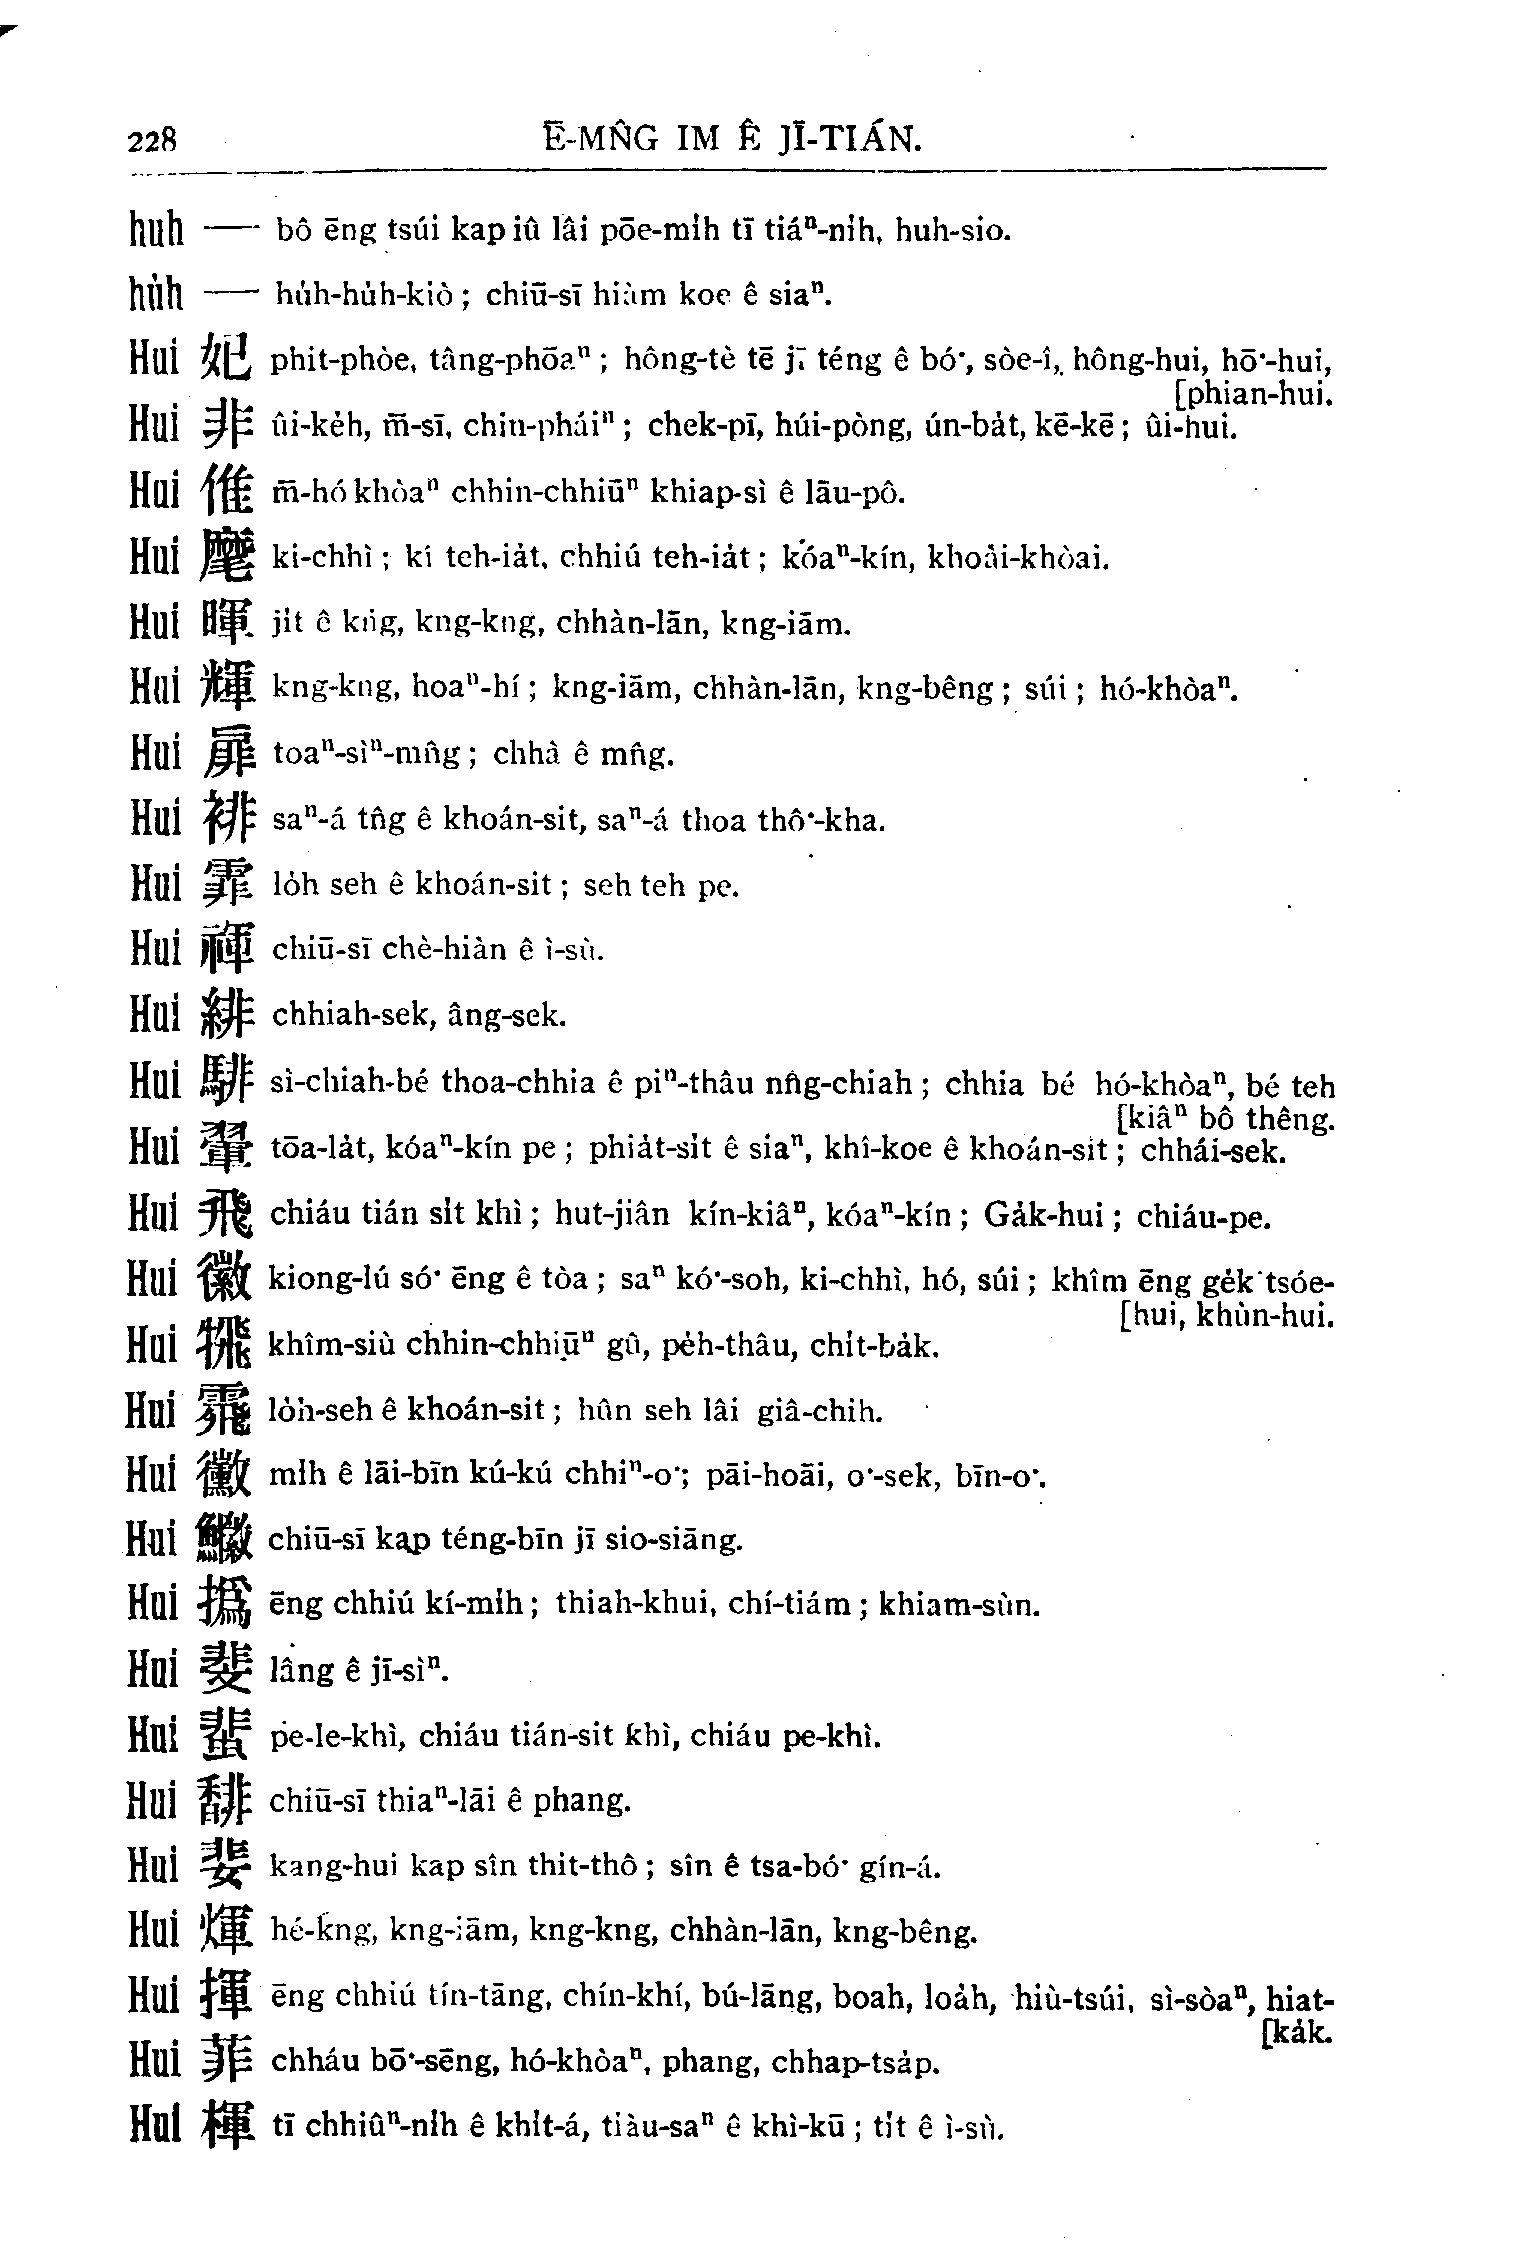 228 Ē-MN̂G IM Ê JĪ-TIÁN.
huh — bô ēng tsúi kap iû lâi pōe-mi̍h tī tiáⁿ-ni̍h, huh-sio.
hu̍h — hu̍h-hu̍h-kiò ; chiū-sī hiàm koe ê siaⁿ.
Hui 妃 phit-phòe, tâng-phōaⁿ ; hông-tè tē jī téng ê bó͘, sòe-î, hông-hui, hō͘-hui,
[phian-hui.
Hui 非 ûi-ke̍h, m̄-sī, chin-pháiⁿ ; chek-pī, húi-pòng, ún-ba̍t, kē-kē ; ûi-hui.
Hui 倠 m̄-hó khòaⁿ chhin-chhiūⁿ khiap-sì ê lāu-pô.
Hui 麾 ki-chhì ; kí teh-ia̍t, chhiú teh-ia̍t ; kóaⁿ-kín, khoài-khòai.
Hui 暉 ji̍t ê kng, kng-kng, chhàn-lān, kng-iām.
Hui 輝 kng-kng, hoaⁿ-hí ; kng-iām, chhàn-lān, kng-bêng ; súi ; hó-khòaⁿ.
Hui 扉 toaⁿ-sìⁿ-mn̂g ; chhâ ê mn̂g.
Hui 裶 saⁿ-á tn̂g ê khoán-sit, saⁿ-á thoa thô͘-kha.
Hui 霏 lo̍h seh ê khoán-sit ; seh teh pe.
Hui 褌 chiū-sī chè-hiàn ê ì-sù.
Hui 緋 chhiah-sek, âng-sek.
Hui 騑 sì-chiah-bé thoa-chhia ê piⁿ-thâu nn̄g-chiah ; chhia bé hó-khòaⁿ, bé teh
[kiâⁿ bô thêng.
Hui 翬 tōa-la̍t, kóaⁿ-kín pe ; phia̍t-si̍t ê siaⁿ, khí-koe ê khoán-sit ; chhái-sek.
Hui 飛 chiáu tián si̍t khì ; hut-jiân kín-kiâⁿ, kóaⁿ-kín ; Ga̍k-hui ; chiáu-pe.
Hui 徽 kiong-lú só͘ ēng ê tòa ; saⁿ kó͘-soh, ki-chhì, hó, súi ; khîm ēng ge̍k tsóe-
[hui, khùn-hui.
Hui khîm-siù chhin-chhiūⁿ gû, pe̍h-thâu, chi̍t-ba̍k.
Hui lo̍h-seh ê khoán-sit ; hûn seh lâi giâ-chih.
Hui 黴 mi̍h ê lāi-bīn kú-kú chhiⁿ-o͘ ; pāi-hoāi, o͘-sek, bīn-o͘.
Hui chiū-sī kap téng-bīn jī sio-siāng.
Hui 撝 ēng chhiú kí-mi̍h ; thiah-khui, chí-tiám ; khiam-sùn.
Hui 婓 lâng ê jī-sìⁿ.
Hui 蜚 pe-le-khì, chiáu tián-sit khì, chiáu pe-khì.
Hui 馡 chiū-sī thiaⁿ-lāi ê phang.
Hui 婓 kang-hui kap sîn thit-thô ; sîn ê tsa-bó͘ gín-á.
Hui 煇 hé-kng, kng-iām, kng-kng, chhàn-lān, kng-bêng.
Hui 揮 ēng chhiú tín-tāng, chín-khí, bú-lāng, boah, loa̍h, hiù-tsúi, sì-sòaⁿ, hiat-
[ka̍k.
Hui 菲 chháu bō͘-sēng, hó-khòaⁿ, phang, chhap-tsa̍p.
Hui 楎 tī chhiûⁿ-ni̍h ê khi̍t-á, tiàu-saⁿ ê khì-kū ; ti̍t ê ì-sù.